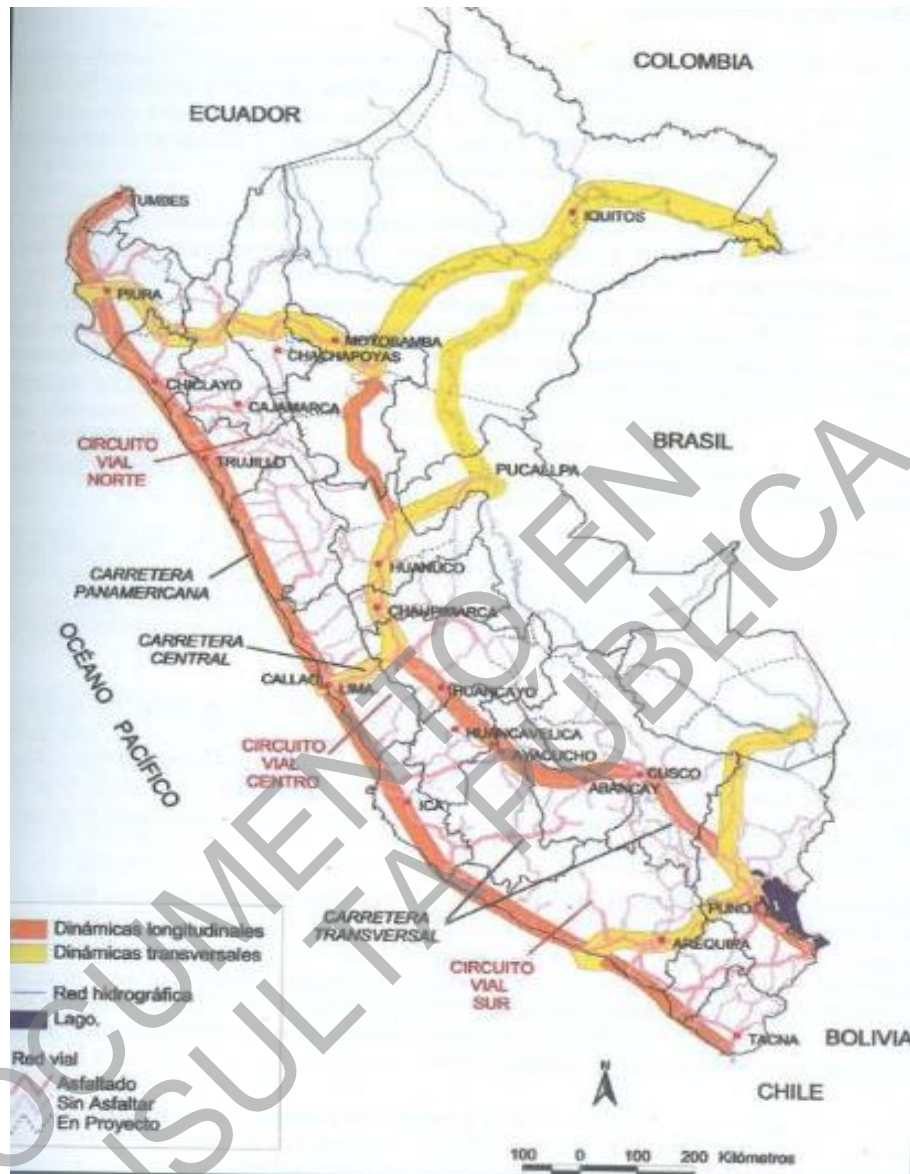 COLOMBIA
ECUADOR
TUMBES
IQUITOS
PIURA
MOYOBAMBA
CHACHAPOYAS
CHICLAYO
CAJAMARCA
BRASIL
CIRCUITO
VIAL
NORTE
TRUJILLO
PUCALLPA
CARRETERA
PANAMERICANA
HUANUCO
CHAUPIMARCA
CARRETERA
CENTRAL
OCÉANO PACÍFICO
CALLAO
LIMA
HUANCAYO
HUANCAVELICA
AYACUCHO
CIRCUITO
VIAL
CENTRO
CUSCO
ABANCAY
ICA
CARRETERA
TRANSVERSAL
PUNO
AREQUIPA
CIRCUITO
VIAL
SUR
TACNA
BOLIVIA
CHILE
Dinámicas longitudinales
Dinámicas transversales
Red hidrográfica
Lago.
Red vial
Asfaltado
Sin Asfaltar
En Proyecto
N
100 0 100 200 Kilómetros
DOCUMENTO EN
CONSULTA PÚBLICA